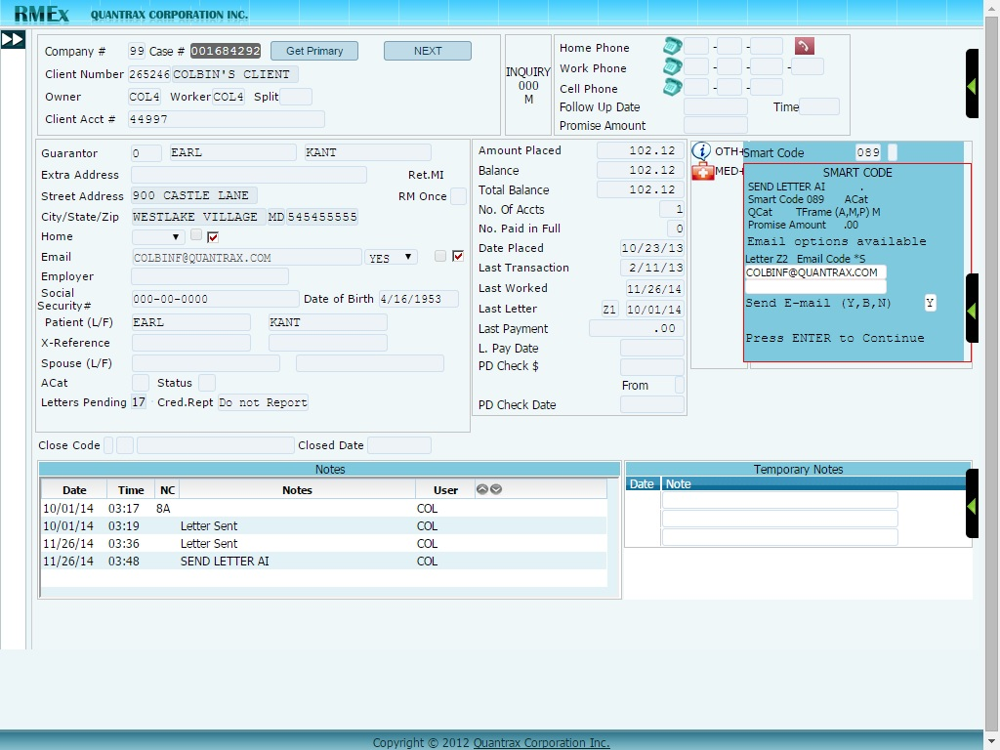 RMEx QUANTRAX CORPORATION INC.
Company # 99 Case # 001684292 Get Primary NEXT
Client Number 265246 COLBIN'S CLIENT
Owner COL4 Worker COL4 Split
Client Acct # 44997
INQUIRY
000
M
Home Phone - -
Work Phone - - -
Cell Phone - -
Follow Up Date Time
Promise Amount
Guarantor 0 EARL KANT
Extra Address Ret.MI
Street Address 900 CASTLE LANE RM Once
City/State/Zip WESTLAKE VILLAGE MD 545455555
Home
Email COLBINF@QUANTRAX.COM YES
Employer
Social
Security# 000-00-0000 Date of Birth 4/16/1953
Patient (L/F) EARL KANT
X-Reference
Spouse (L/F)
ACat Status
Letters Pending 17 Cred.Rept Do not Report
Amount Placed 102.12
Balance 102.12
Total Balance 102.12
No. Of Accts 1
No. Paid in Full 0
Date Placed 10/23/13
Last Transaction 2/11/13
Last Worked 11/26/14
Last Letter Z1 10/01/14
Last Payment .00
L. Pay Date
PD Check $
From
PD Check Date
OTH+
MED+
Smart Code 089
SMART CODE
SEND LETTER AI .
Smart Code 089 ACat
QCat TFrame (A,M,P) M
Promise Amount .00
Email options available
Letter Z2 Email Code *S
COLBINF@QUANTRAX.COM
Send E-mail (Y,B,N) Y
Press ENTER to Continue
Close Code Closed Date
Notes
Date Time NC Notes User
10/01/14 03:17 8A COL
10/01/14 03:19 Letter Sent COL
11/26/14 03:36 Letter Sent COL
11/26/14 03:48 SEND LETTER AI COL
Temporary Notes
Date Note
Copyright © 2012 Quantrax Corporation Inc.